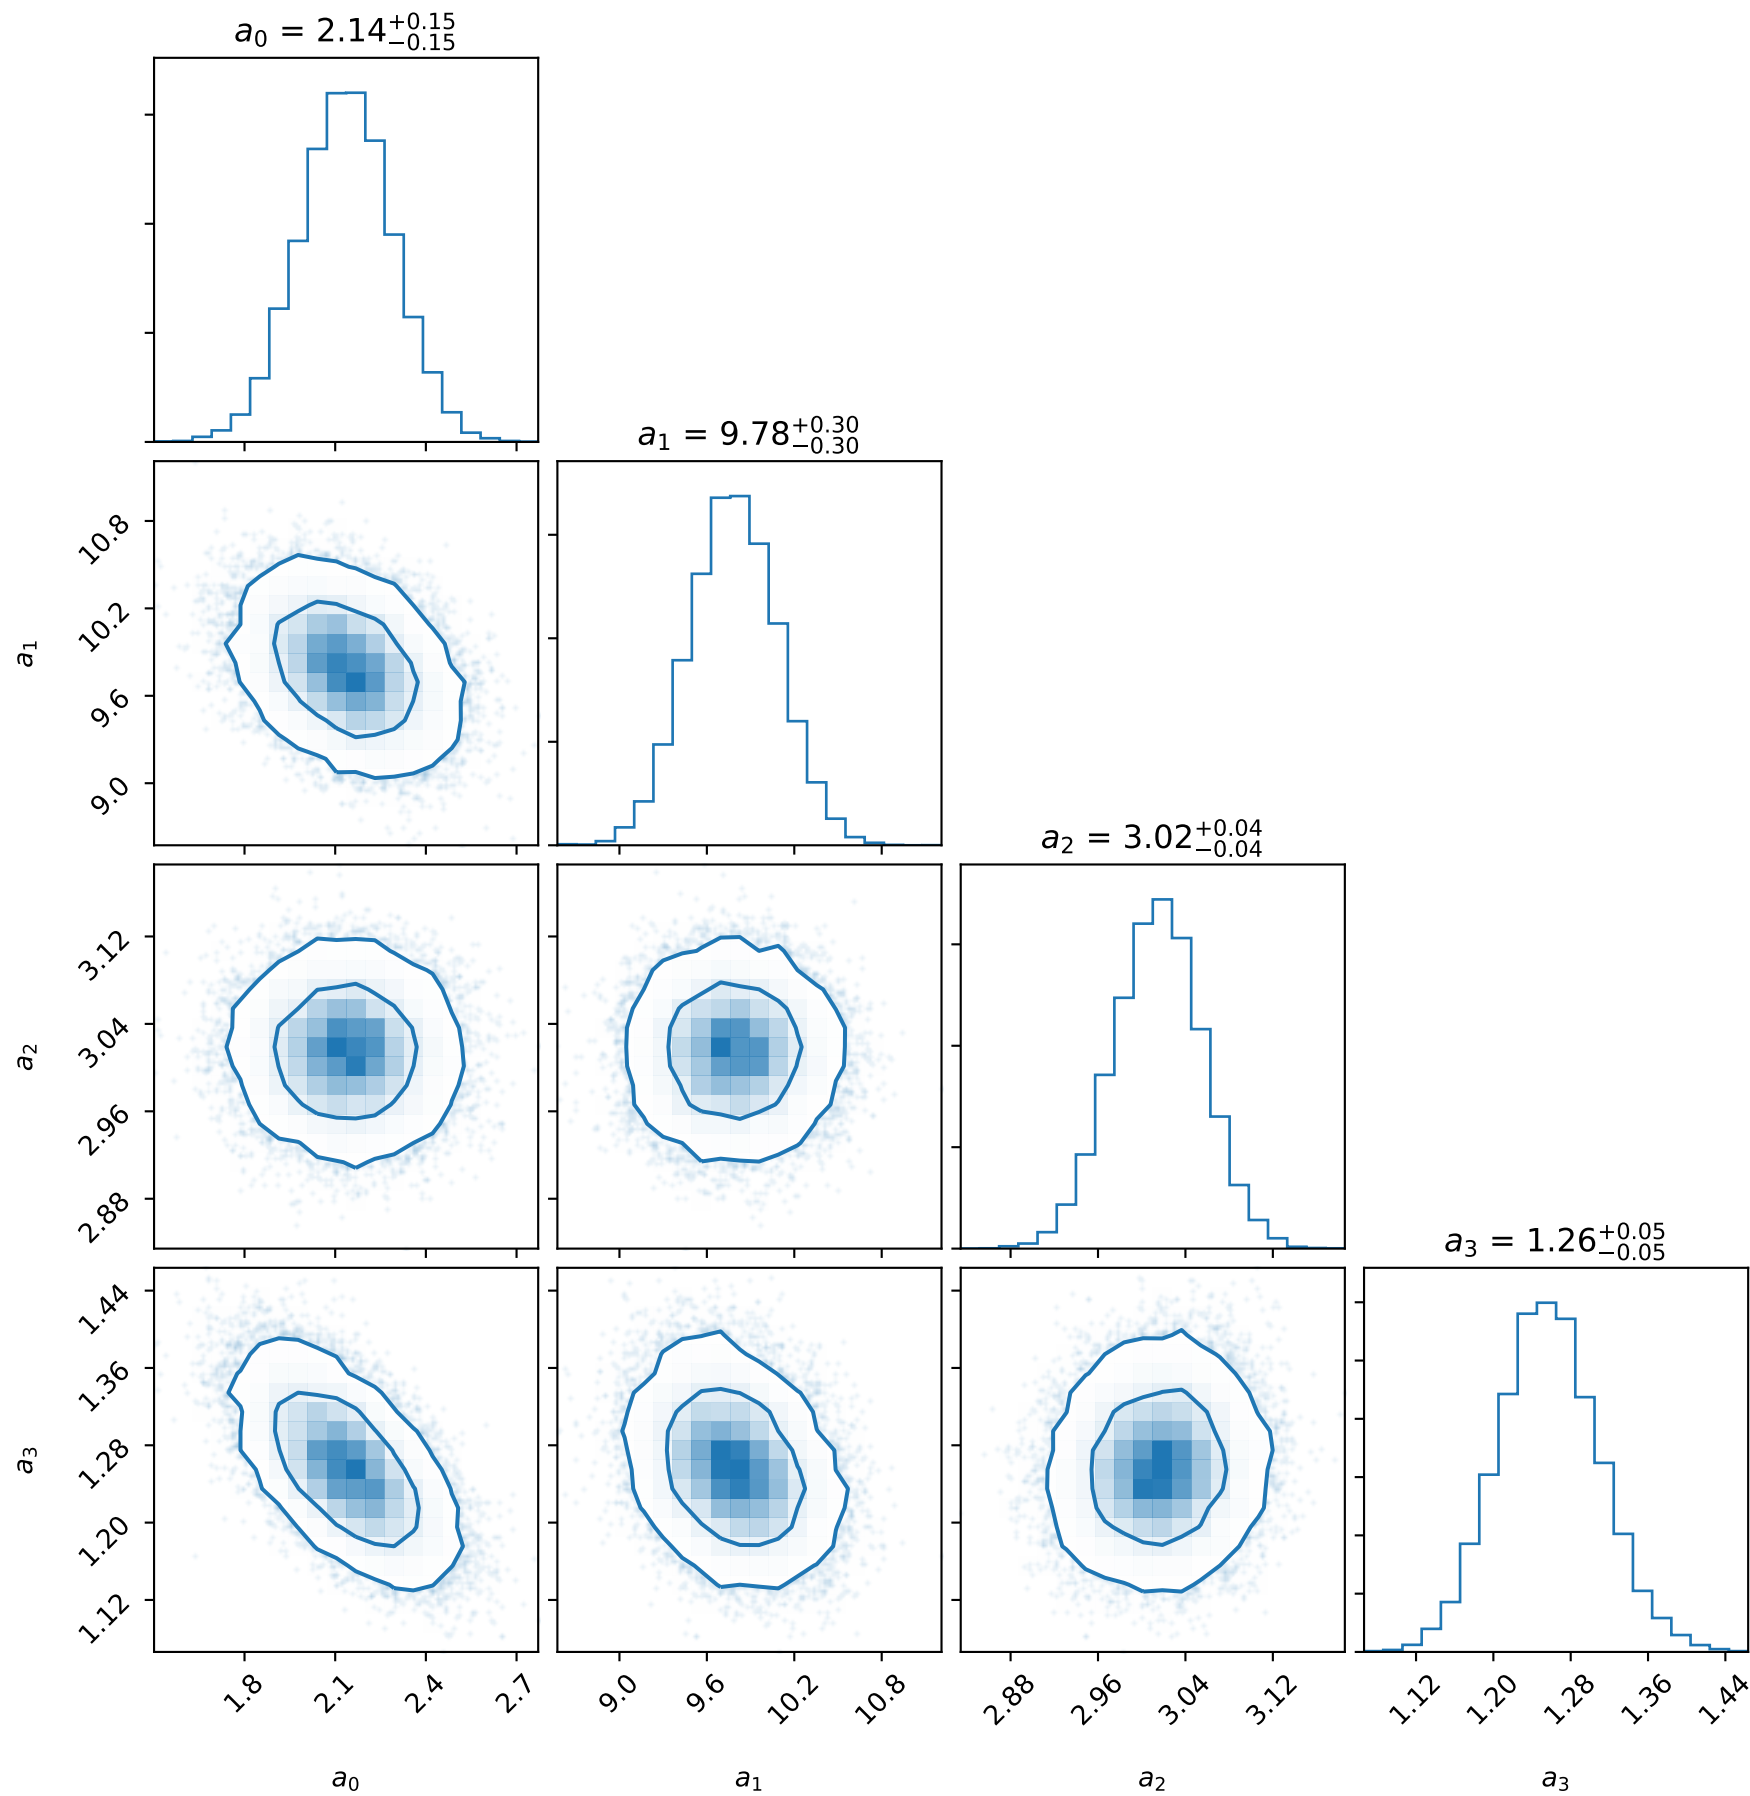 a₀ = 2.14 +0.15 −0.15
a₁ = 9.78 +0.30 −0.30
10.8
10.2
9.6
9.0
a₁
a₂ = 3.02 +0.04 −0.04
3.12
3.04
2.96
2.88
a₂
a₃ = 1.26 +0.05 −0.05
1.44
1.36
1.28
1.20
1.12
a₃
1.8 2.1 2.4 2.7 9.0 9.6 10.2 10.8 2.88 2.96 3.04 3.12 1.12 1.20 1.28 1.36 1.44
a₀ a₁ a₂ a₃